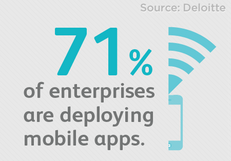 Source: Deloitte
71%
of enterprises
are deploying
mobile apps.